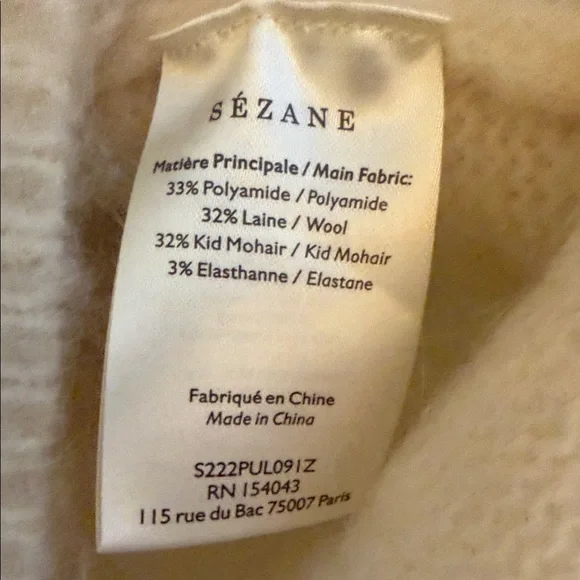 SÉZANE
Matière Principale / Main Fabric:
33% Polyamide / Polyamide
32% Laine / Wool
32% Kid Mohair / Kid Mohair
3% Elasthanne / Elastane
Fabriqué en Chine
Made in China
S222PUL091Z
RN 154043
115 rue du Bac 75007 Paris